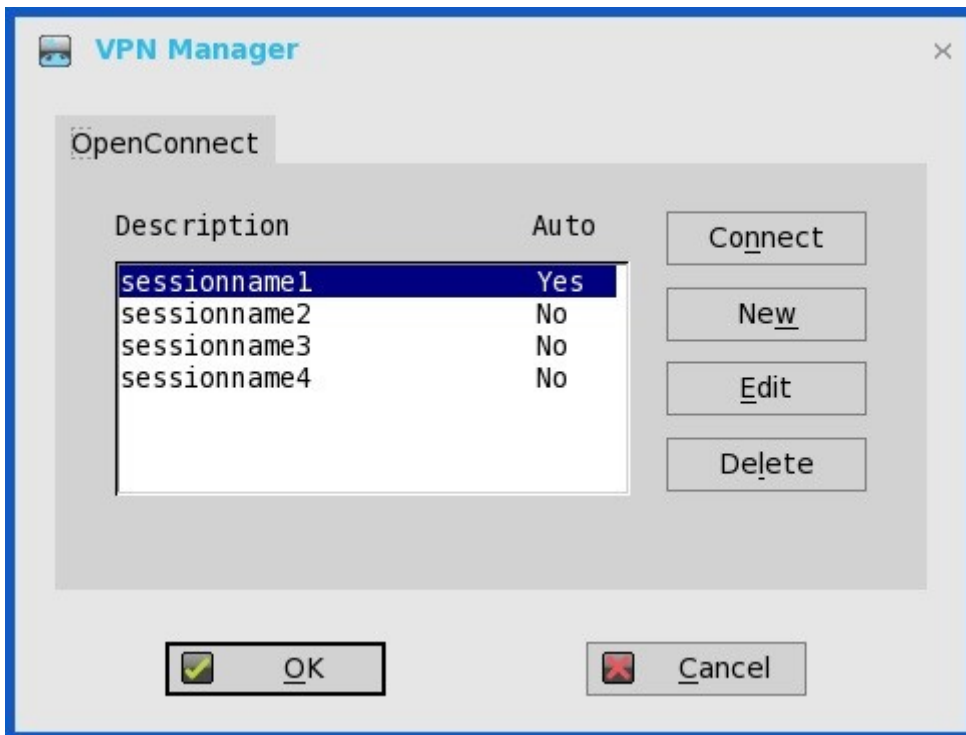 VPN Manager
OpenConnect
Description Auto
sessionname1 Yes
sessionname2 No
sessionname3 No
sessionname4 No
Connect
New
Edit
Delete
OK
Cancel